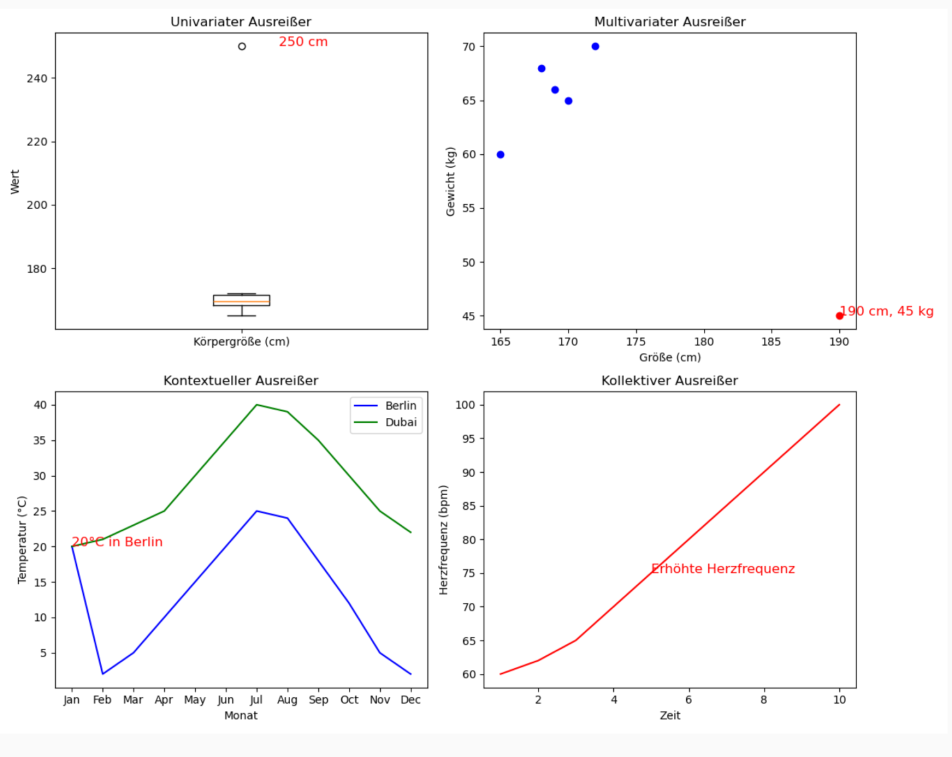 Univariater Ausreißer
250 cm
240
220
200
180
Wert
Körpergröße (cm)
Multivariater Ausreißer
70
65
60
55
50
45
Gewicht (kg)
190 cm, 45 kg
165 170 175 180 185 190
Größe (cm)
Kontextueller Ausreißer
40
35
30
25
20
15
10
5
Temperatur (°C)
Berlin
Dubai
20°C in Berlin
Jan Feb Mar Apr May Jun Jul Aug Sep Oct Nov Dec
Monat
Kollektiver Ausreißer
100
95
90
85
80
75
70
65
60
Herzfrequenz (bpm)
Erhöhte Herzfrequenz
2 4 6 8 10
Zeit